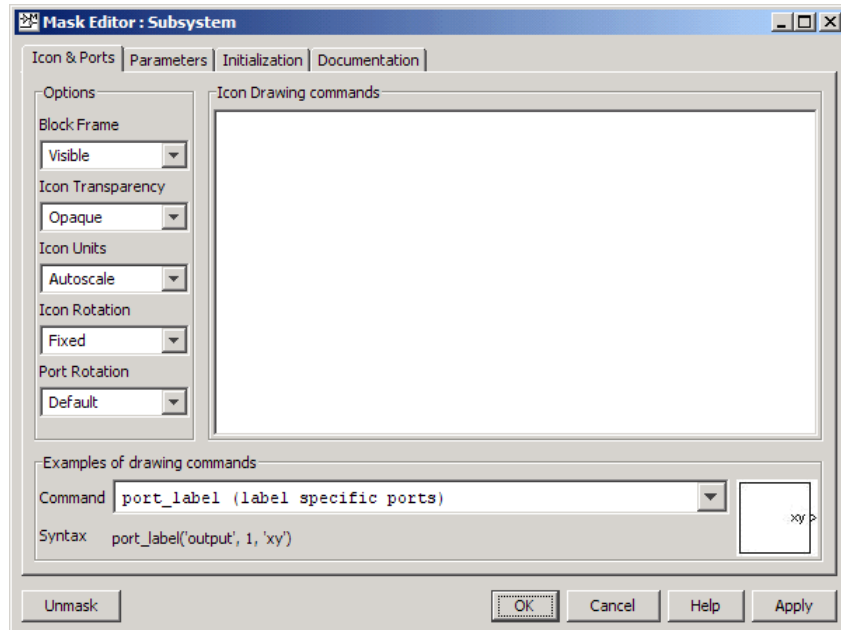 Mask Editor : Subsystem
Icon & Ports Parameters Initialization Documentation
Options
Block Frame
Visible
Icon Transparency
Opaque
Icon Units
Autoscale
Icon Rotation
Fixed
Port Rotation
Default
Icon Drawing commands
Examples of drawing commands
Command port_label (label specific ports)
Syntax port_label('output', 1, 'xy')
xy >
Unmask OK Cancel Help Apply